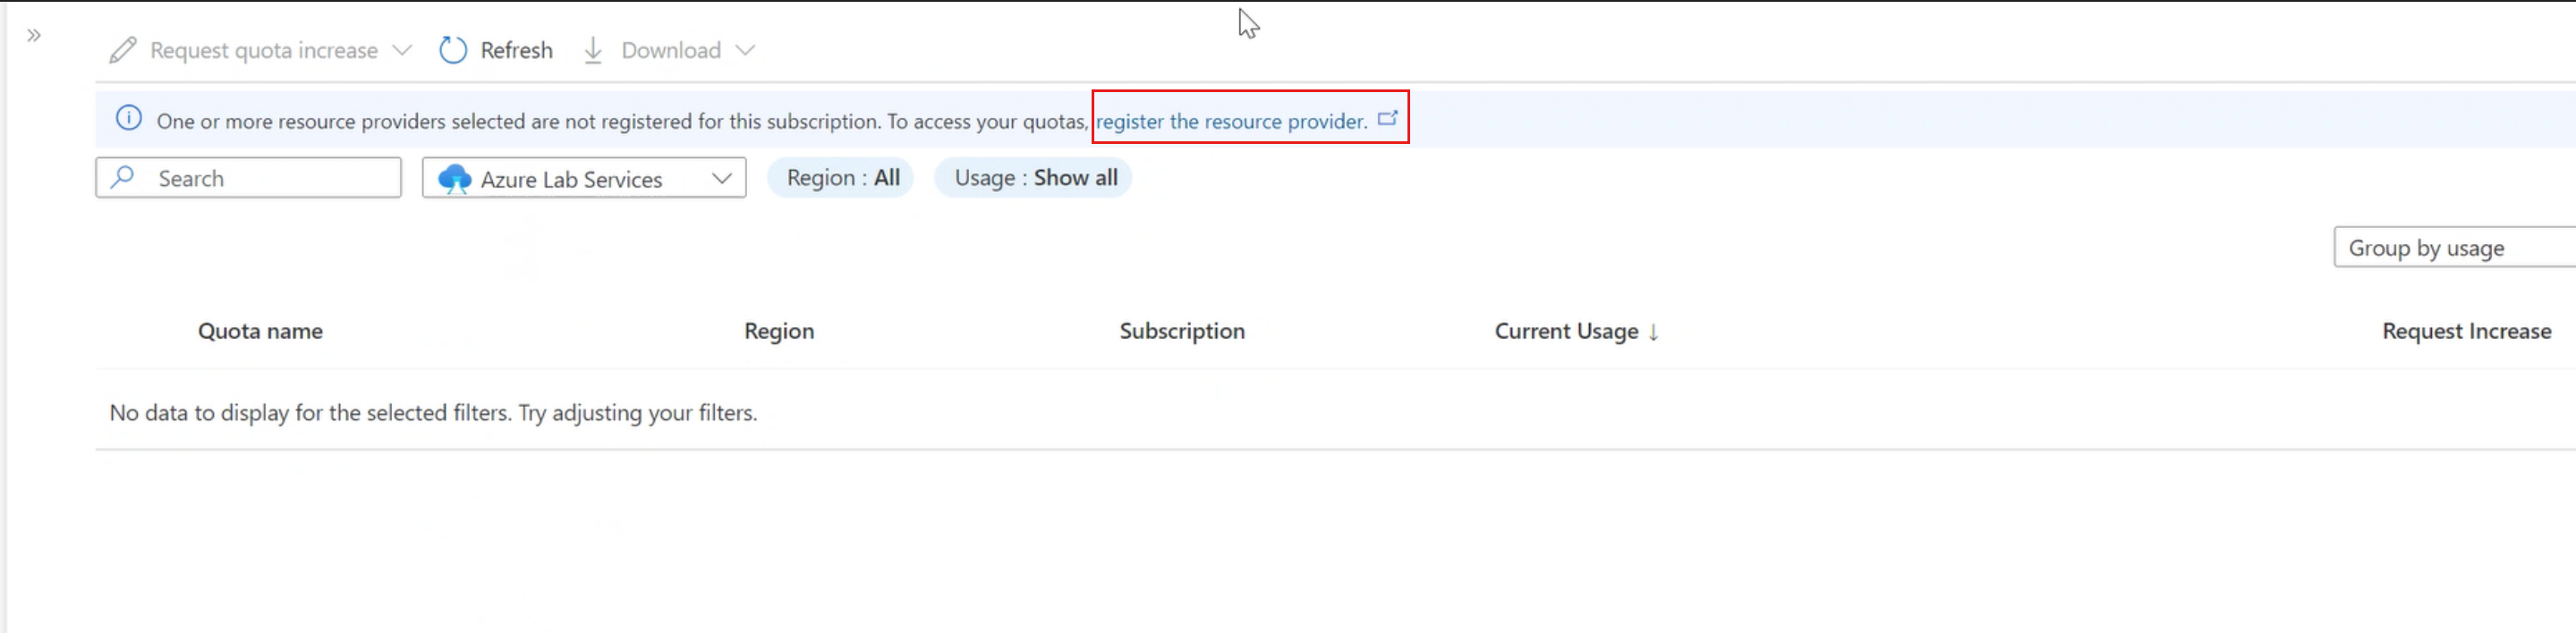 Request quota increase Refresh Download
One or more resource providers selected are not registered for this subscription. To access your quotas, register the resource provider.
Search Azure Lab Services Region : All Usage : Show all
Group by usage
Quota name Region Subscription Current Usage ↓ Request Increase
No data to display for the selected filters. Try adjusting your filters.